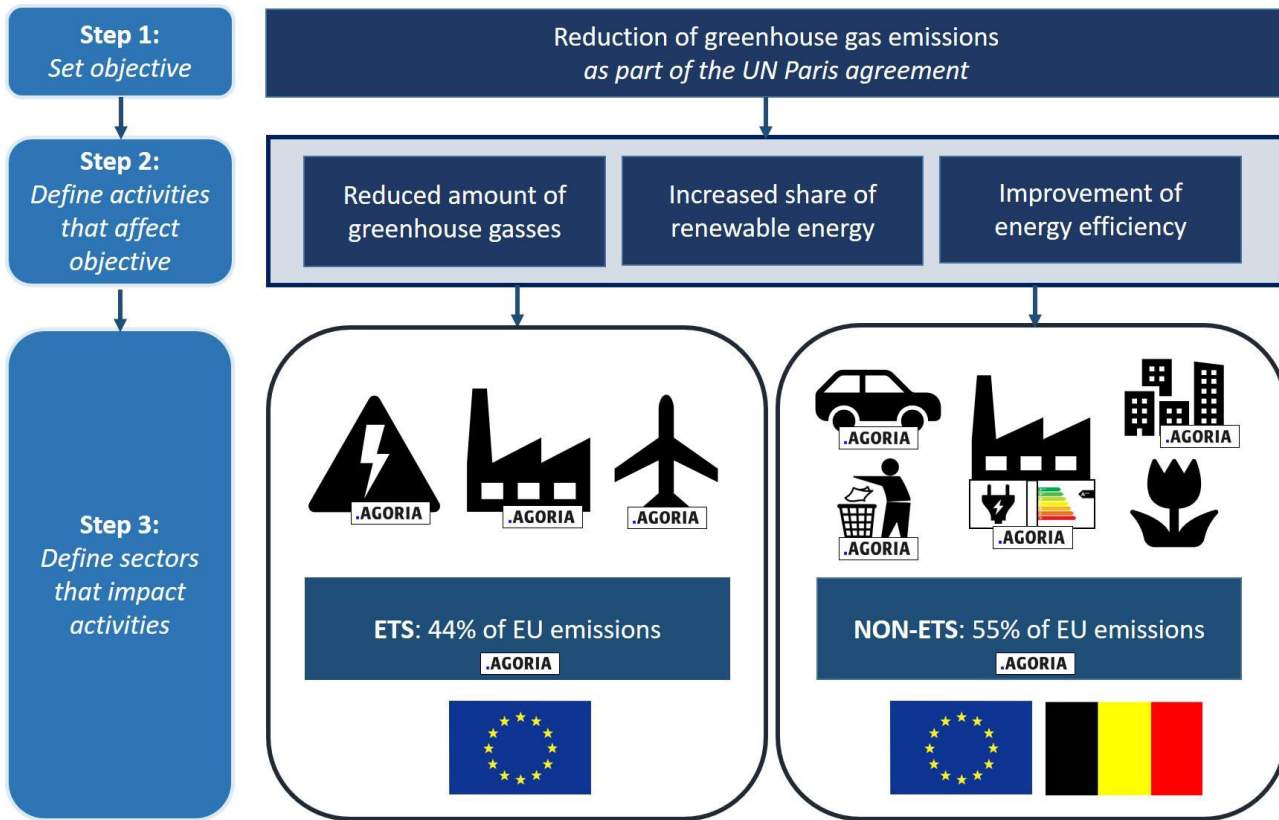 Step 1:
Set objective
Reduction of greenhouse gas emissions
as part of the UN Paris agreement
Step 2:
Define activities
that affect
objective
Reduced amount of
greenhouse gasses
Increased share of
renewable energy
Improvement of
energy efficiency
Step 3:
Define sectors
that impact
activities
.AGORIA
.AGORIA
.AGORIA
ETS: 44% of EU emissions
.AGORIA
.AGORIA
.AGORIA
.AGORIA
.AGORIA
NON-ETS: 55% of EU emissions
.AGORIA